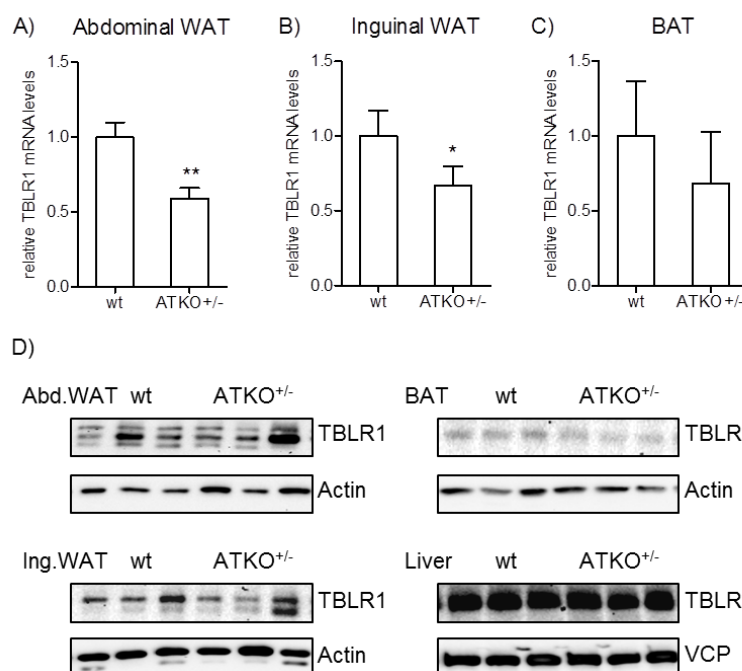 A) Abdominal WAT
relative TBLR1 mRNA levels
1.5
1.0
0.5
0.0
**
wt ATKO+/-
B) Inguinal WAT
relative TBLR1 mRNA levels
1.5
1.0
0.5
0.0
*
wt ATKO+/-
C) BAT
relative TBLR1 mRNA levels
1.5
1.0
0.5
0.0
wt ATKO+/-
D)
Abd.WAT wt ATKO+/-
TBLR1
Actin
BAT wt ATKO+/-
TBLR
Actin
Ing.WAT wt ATKO+/-
TBLR1
Actin
Liver wt ATKO+/-
TBLR
VCP